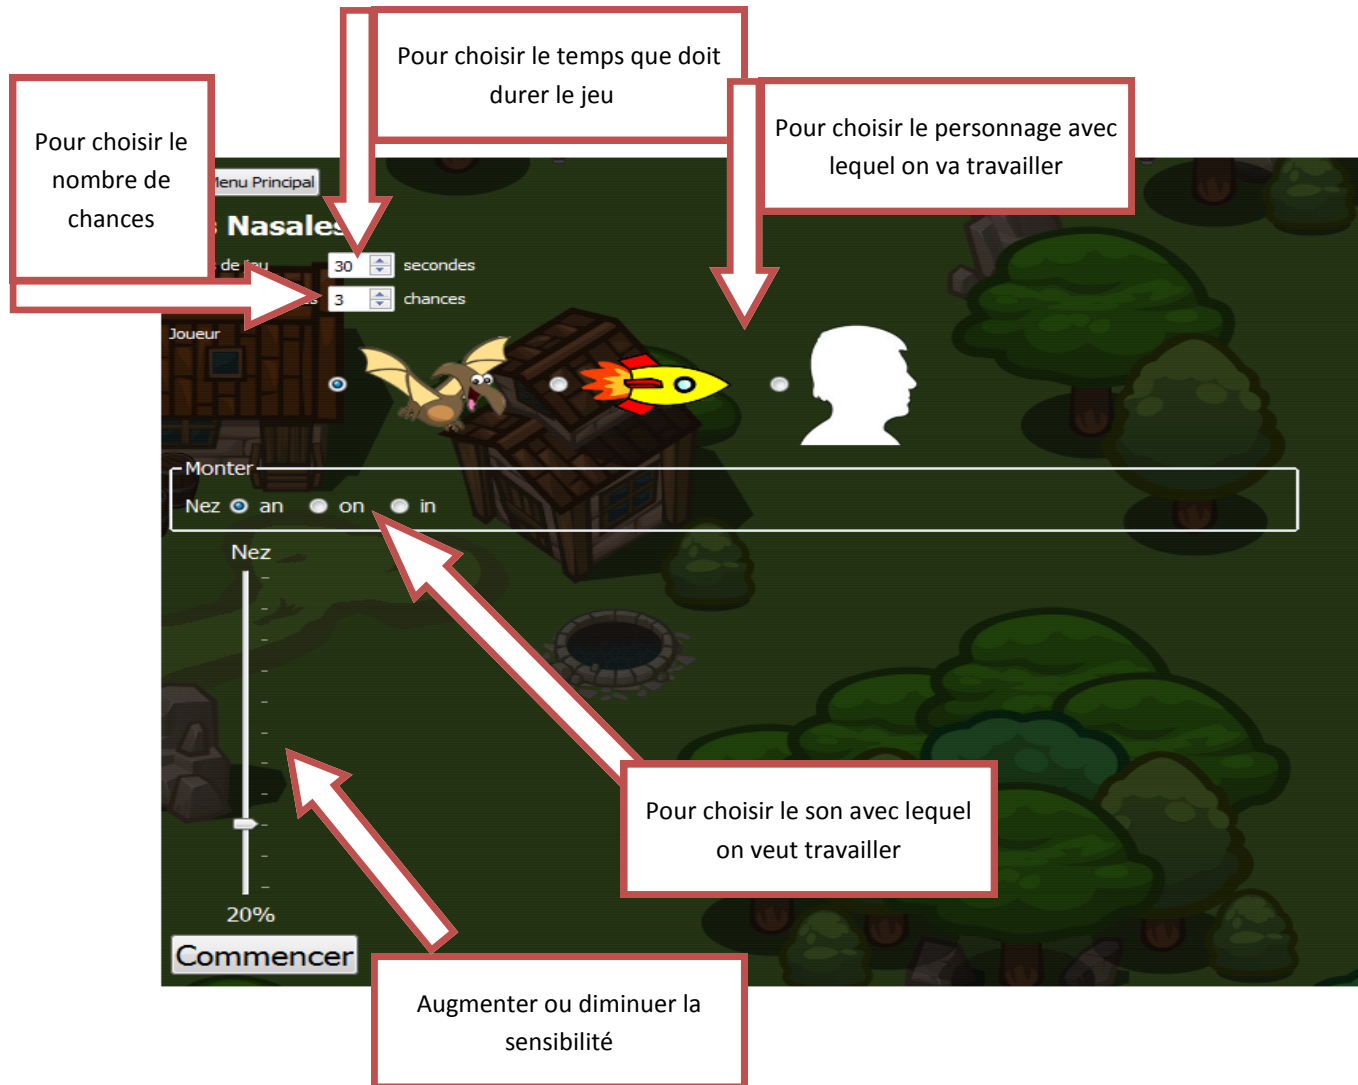 Pour choisir le temps que doit
durer le jeu
Pour choisir le personnage avec
lequel on va travailler
Pour choisir le
nombre de
chances
Menu Principal
Nasales
de jeu 30 secondes
3 chances
Joueur
Monter
Nez an on in
Nez
20%
Pour choisir le son avec lequel
on veut travailler
Commencer
Augmenter ou diminuer la
sensibilité